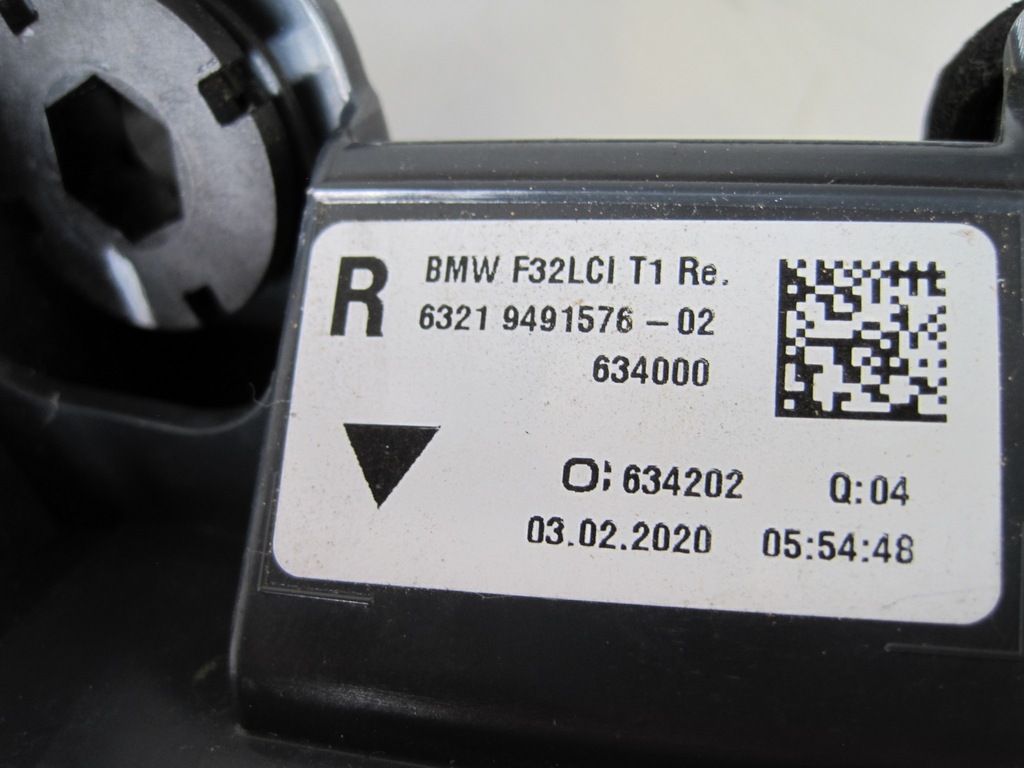 R
BMW F32LCI T1 Re.
6321 9491576 – 02
634000
O: 634202 Q:04
03.02.2020 05:54:48